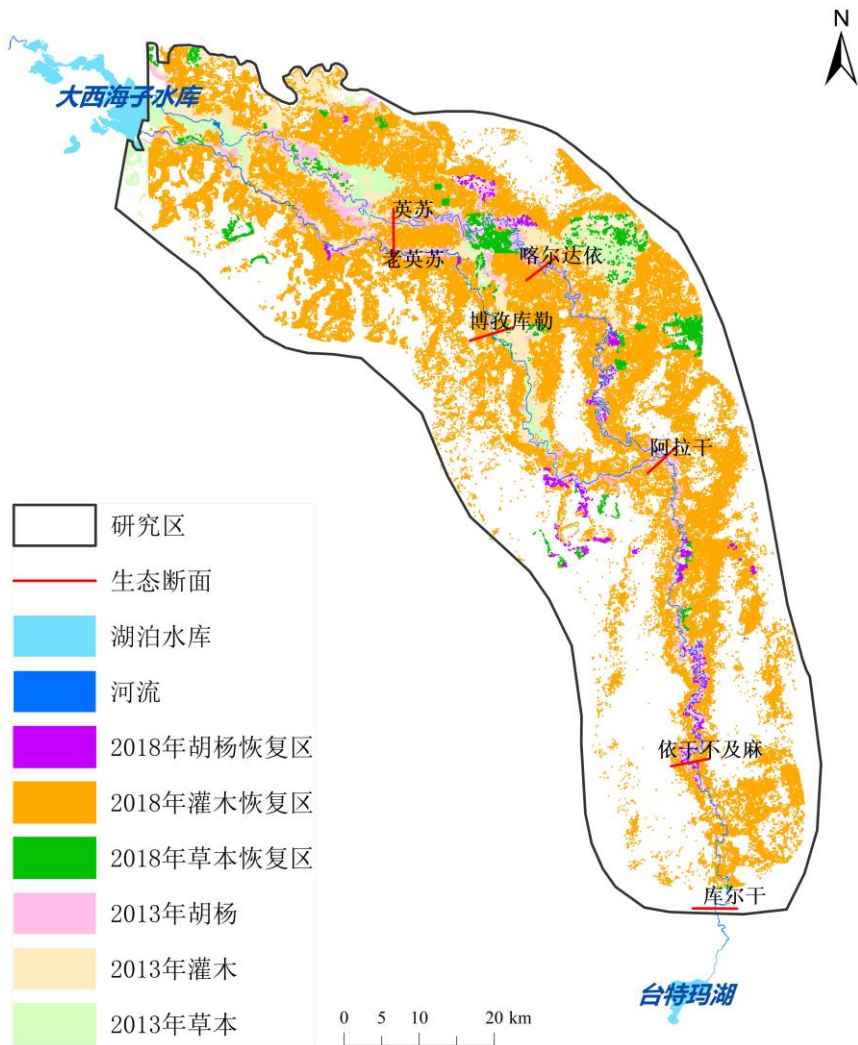 N
大西海子水库
英苏
老英苏
喀尔达依
博孜库勒
阿拉干
研究区
生态断面
湖泊水库
河流
2018年胡杨恢复区
2018年灌木恢复区
2018年草本恢复区
2013年胡杨
2013年灌木
2013年草本
依干不及麻
库尔干
台特玛湖
0 5 10 20 km